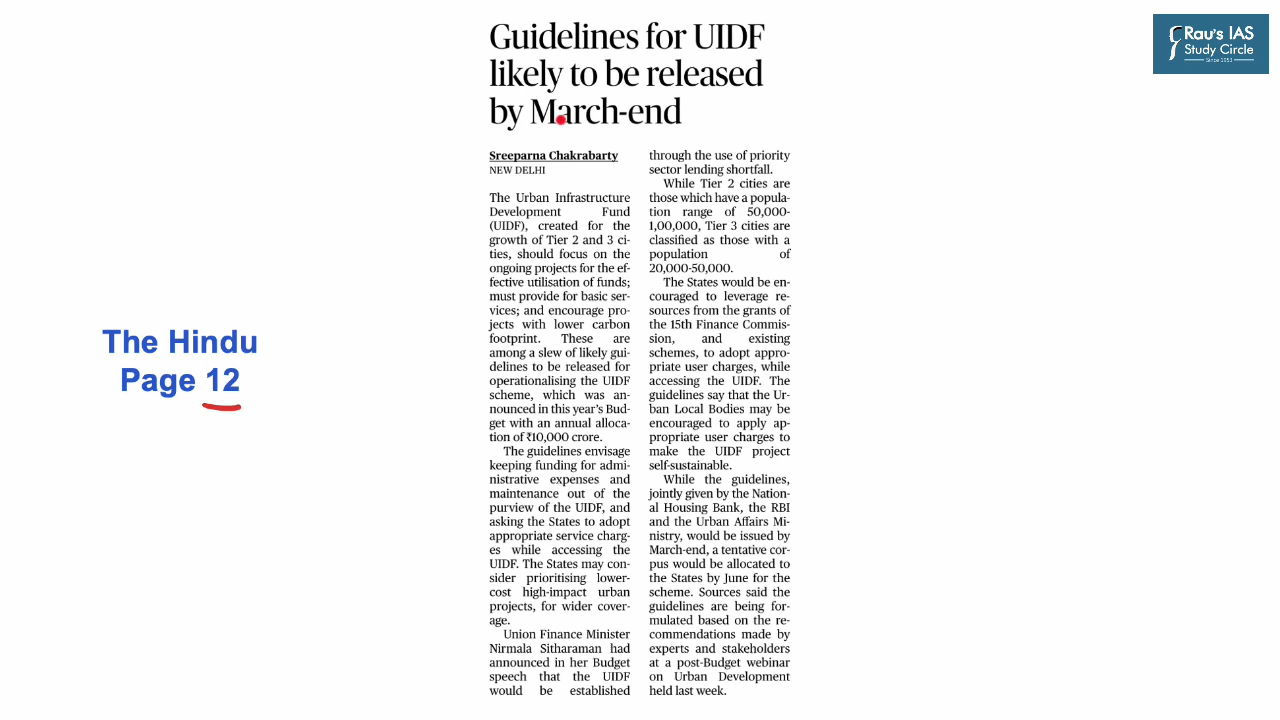 Guidelines for UIDF
likely to be released
by March-end
Rau's IAS
Study Circle
Since 1953
The Hindu
Page 12
Sreeparna Chakrabarty
NEW DELHI
The Urban Infrastructure
Development Fund
(UIDF), created for the
growth of Tier 2 and 3 ci-
ties, should focus on the
ongoing projects for the ef-
fective utilisation of funds;
must provide for basic ser-
vices; and encourage pro-
jects with lower carbon
footprint. These are
among a slew of likely gui-
delines to be released for
operationalising the UIDF
scheme, which was an-
nounced in this year's Bud-
get with an annual alloca-
tion of ₹10,000 crore.
The guidelines envisage
keeping funding for admi-
nistrative expenses and
maintenance out of the
purview of the UIDF, and
asking the States to adopt
appropriate service charg-
es while accessing the
UIDF. The States may con-
sider prioritising lower-
cost high-impact urban
projects, for wider cover-
age.
Union Finance Minister
Nirmala Sitharaman had
announced in her Budget
speech that the UIDF
would be established
through the use of priority
sector lending shortfall.
While Tier 2 cities are
those which have a popula-
tion range of 50,000-
1,00,000, Tier 3 cities are
classified as those with a
population of
20,000-50,000.
The States would be en-
couraged to leverage re-
sources from the grants of
the 15th Finance Commis-
sion, and existing
schemes, to adopt appro-
priate user charges, while
accessing the UIDF. The
guidelines say that the Ur-
ban Local Bodies may be
encouraged to apply ap-
propriate user charges to
make the UIDF project
self-sustainable.
While the guidelines,
jointly given by the Nation-
al Housing Bank, the RBI
and the Urban Affairs Mi-
nistry, would be issued by
March-end, a tentative cor-
pus would be allocated to
the States by June for the
scheme. Sources said the
guidelines are being for-
mulated based on the re-
commendations made by
experts and stakeholders
at a post-Budget webinar
on Urban Development
held last week.